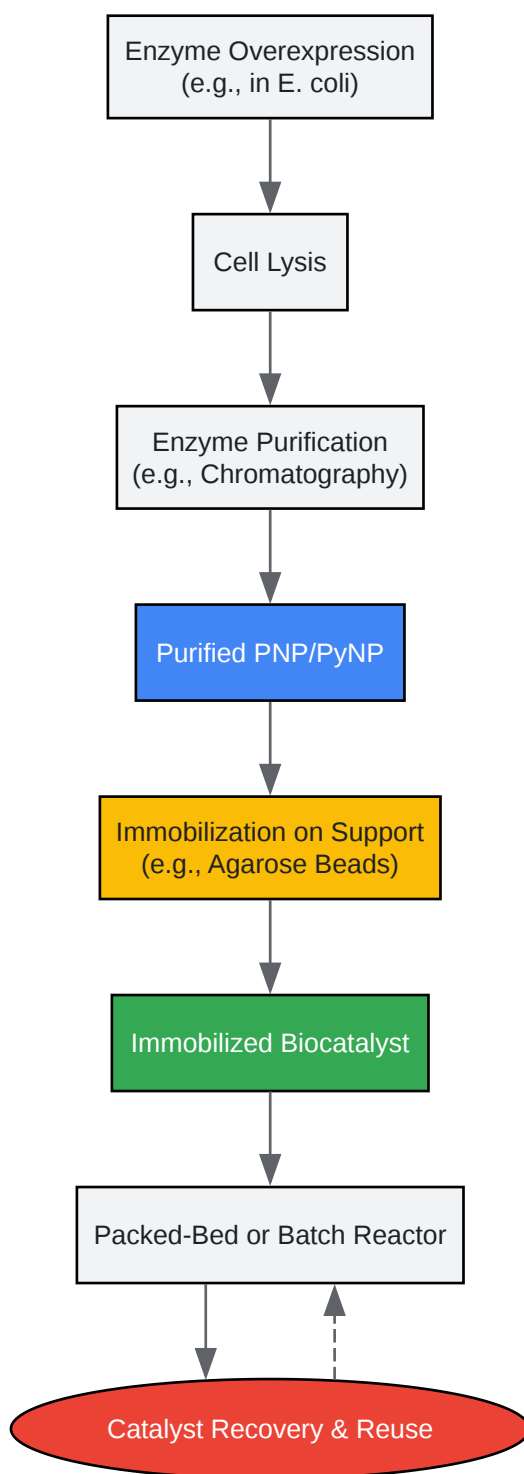 Enzyme Overexpression
(e.g., in E. coli)
Cell Lysis
Enzyme Purification
(e.g., Chromatography)
Purified PNP/PyNP
Immobilization on Support
(e.g., Agarose Beads)
Immobilized Biocatalyst
Packed-Bed or Batch Reactor
Catalyst Recovery & Reuse